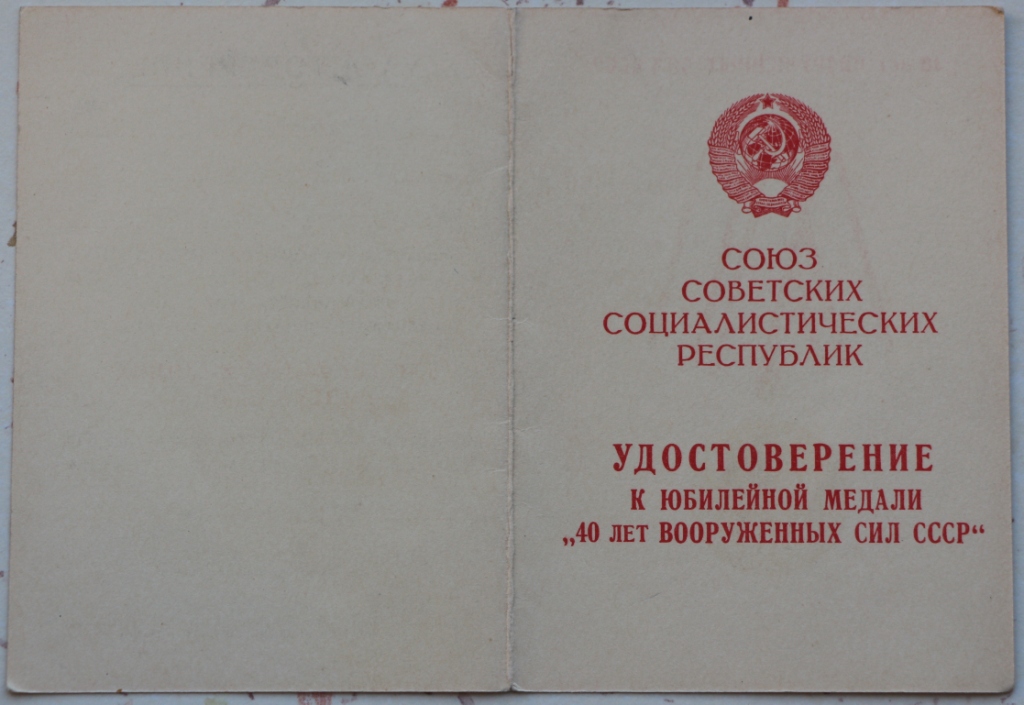 СОЮЗ
СОВЕТСКИХ
СОЦИАЛИСТИЧЕСКИХ
РЕСПУБЛИК
УДОСТОВЕРЕНИЕ
К ЮБИЛЕЙНОЙ МЕДАЛИ
„40 ЛЕТ ВООРУЖЕННЫХ СИЛ СССР“